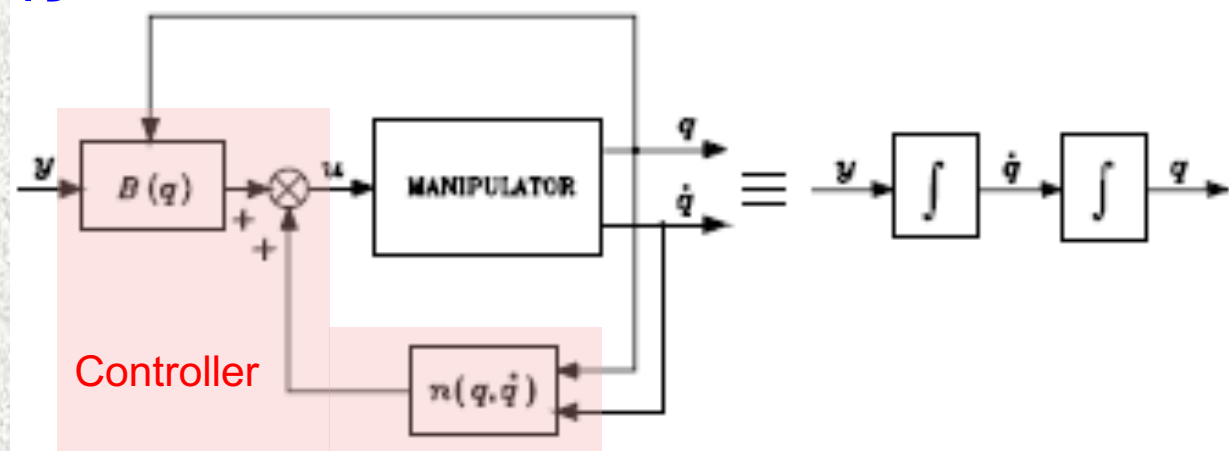 y
B (q)
+
+
u
MANIPULATOR
q
q̇
≡
y
∫
q̇
∫
q
Controller
n(q,q̇)